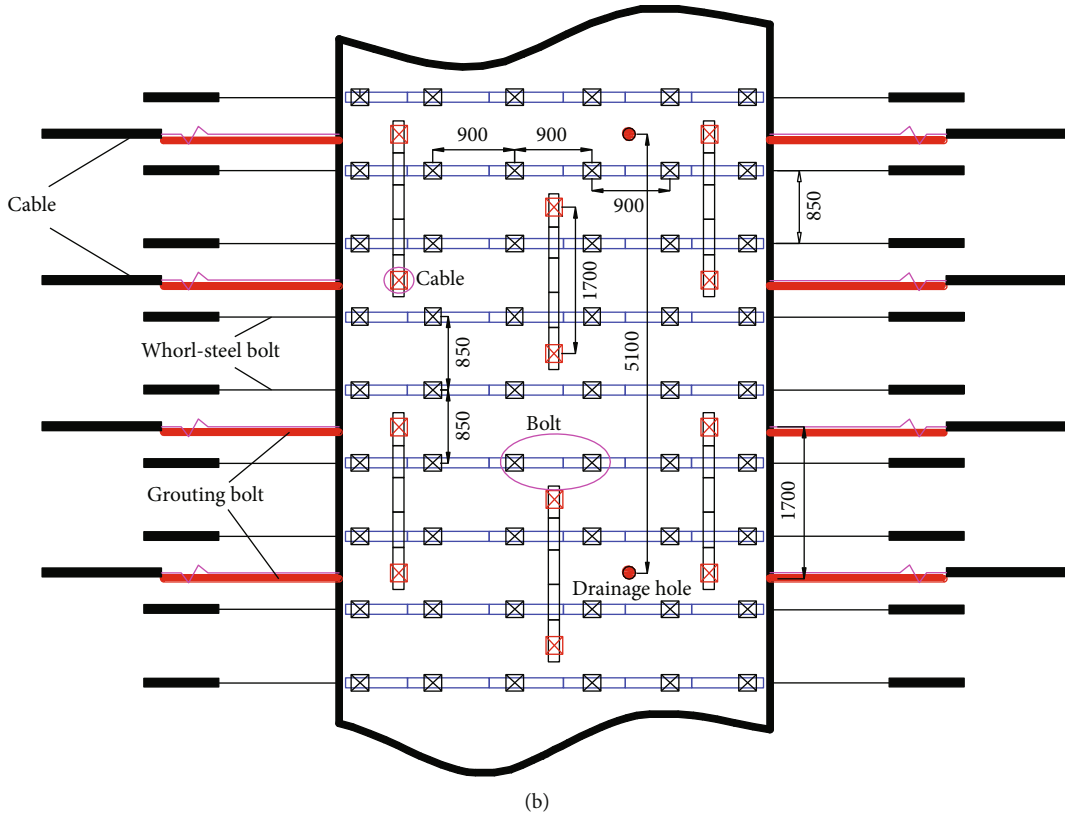 900
900
900
850
Cable
Cable
1700
5100
850
Whorl-steel bolt
850
Bolt
Grouting bolt
1700
Drainage hole
(b)